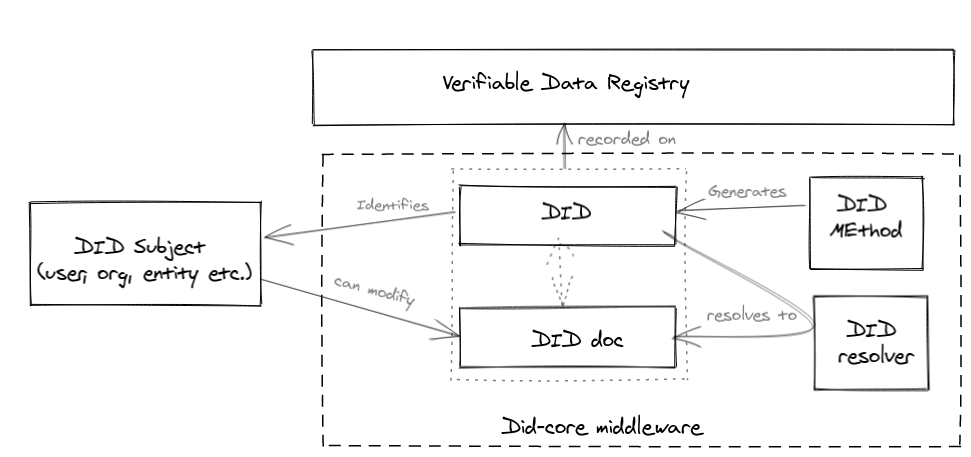 Verifiable Data Registry
recorded on
Identifies
DID
Generates
DID
MEthod
DID Subject
(user, org, entity etc.)
can modify
DID doc
resolves to
DID
resolver
Did-core middleware